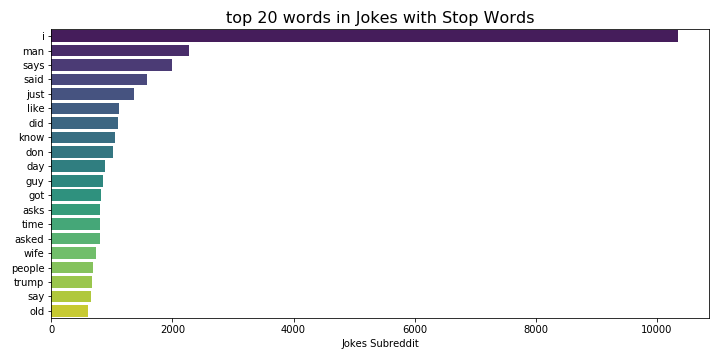 top 20 words in Jokes with Stop Words
i
man
says
said
just
like
did
know
don
day
guy
got
asks
time
asked
wife
people
trump
say
old
0 2000 4000 6000 8000 10000
Jokes Subreddit